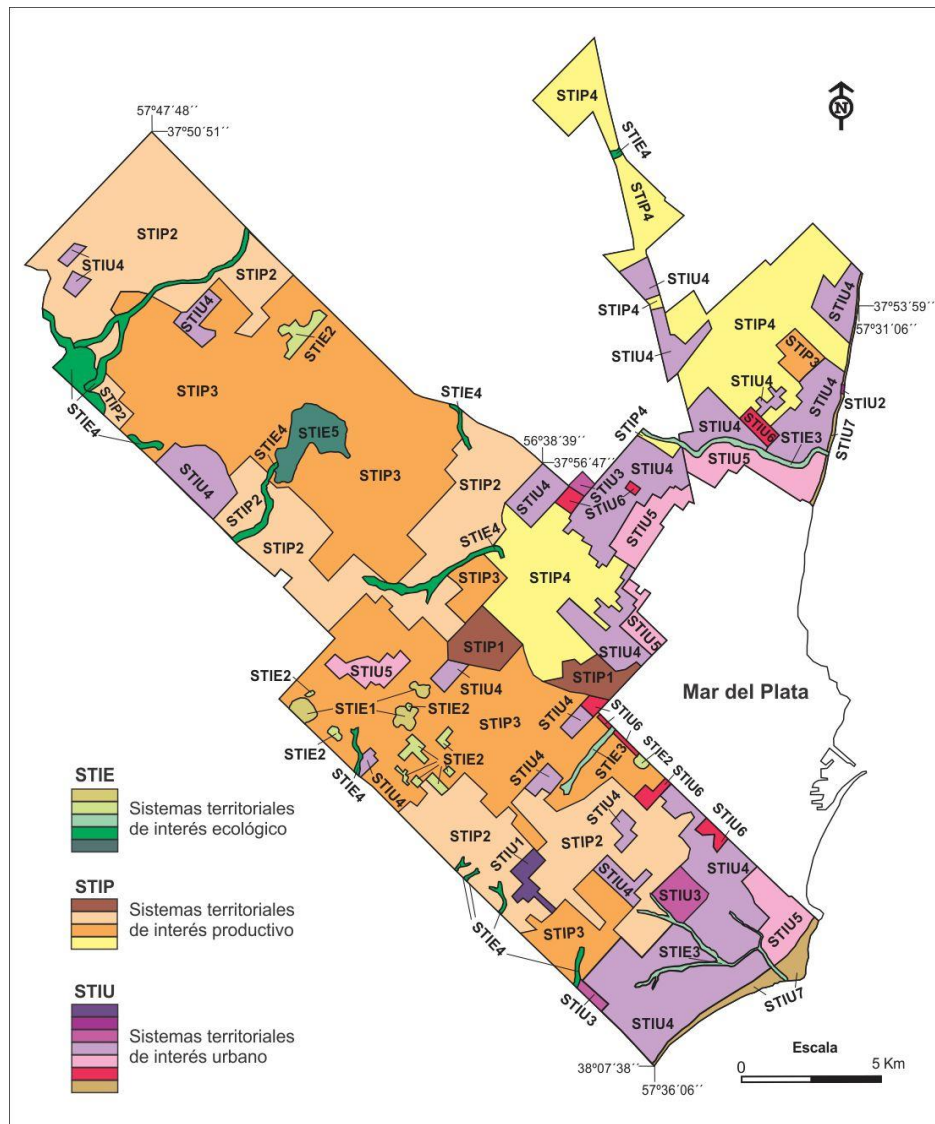 57º47´48´´
37º50´51´´
N
STIP4
STIE4
STIP4
STIP2
STIU4
STIP2
STIU4
STIP4
STIU4
37º53´59´´
57º31´06´´
STIU4
STIE2
STIP4
STIP3
STIU4
STIP3
STIU4
STIU4
STIU2
STIP2
STIE4
STIE4
STIP4
STIU4
STIU6
STIE3
STIU7
STIE4
STIE5
56º38´39´´
37º56´47´´
STIU3
STIU4
STIU5
STIU4
STIP3
STIP2
STIU4
STIU6
STIP2
STIU5
STIP2
STIE4
STIP3
STIP4
STIP1
STIU4
STIU5
STIE2
STIU5
STIU4
STIP1
Mar del Plata
STIE1
STIE2
STIP3
STIU4
STIU6
STIE2
STIE2
STIE3
STIE2
STIU6
STIE4
STIU4
STIU4
STIU4
STIU6
STIE
Sistemas territoriales
de interés ecológico
STIP2
STIU1
STIP2
STIU4
STIU4
STIU3
STIU5
STIP
Sistemas territoriales
de interés productivo
STIE4
STIP3
STIE3
STIU
Sistemas territoriales
de interés urbano
STIU3
STIU4
STIU7
Escala
0 5 Km
38º07´38´´
57º36´06´´